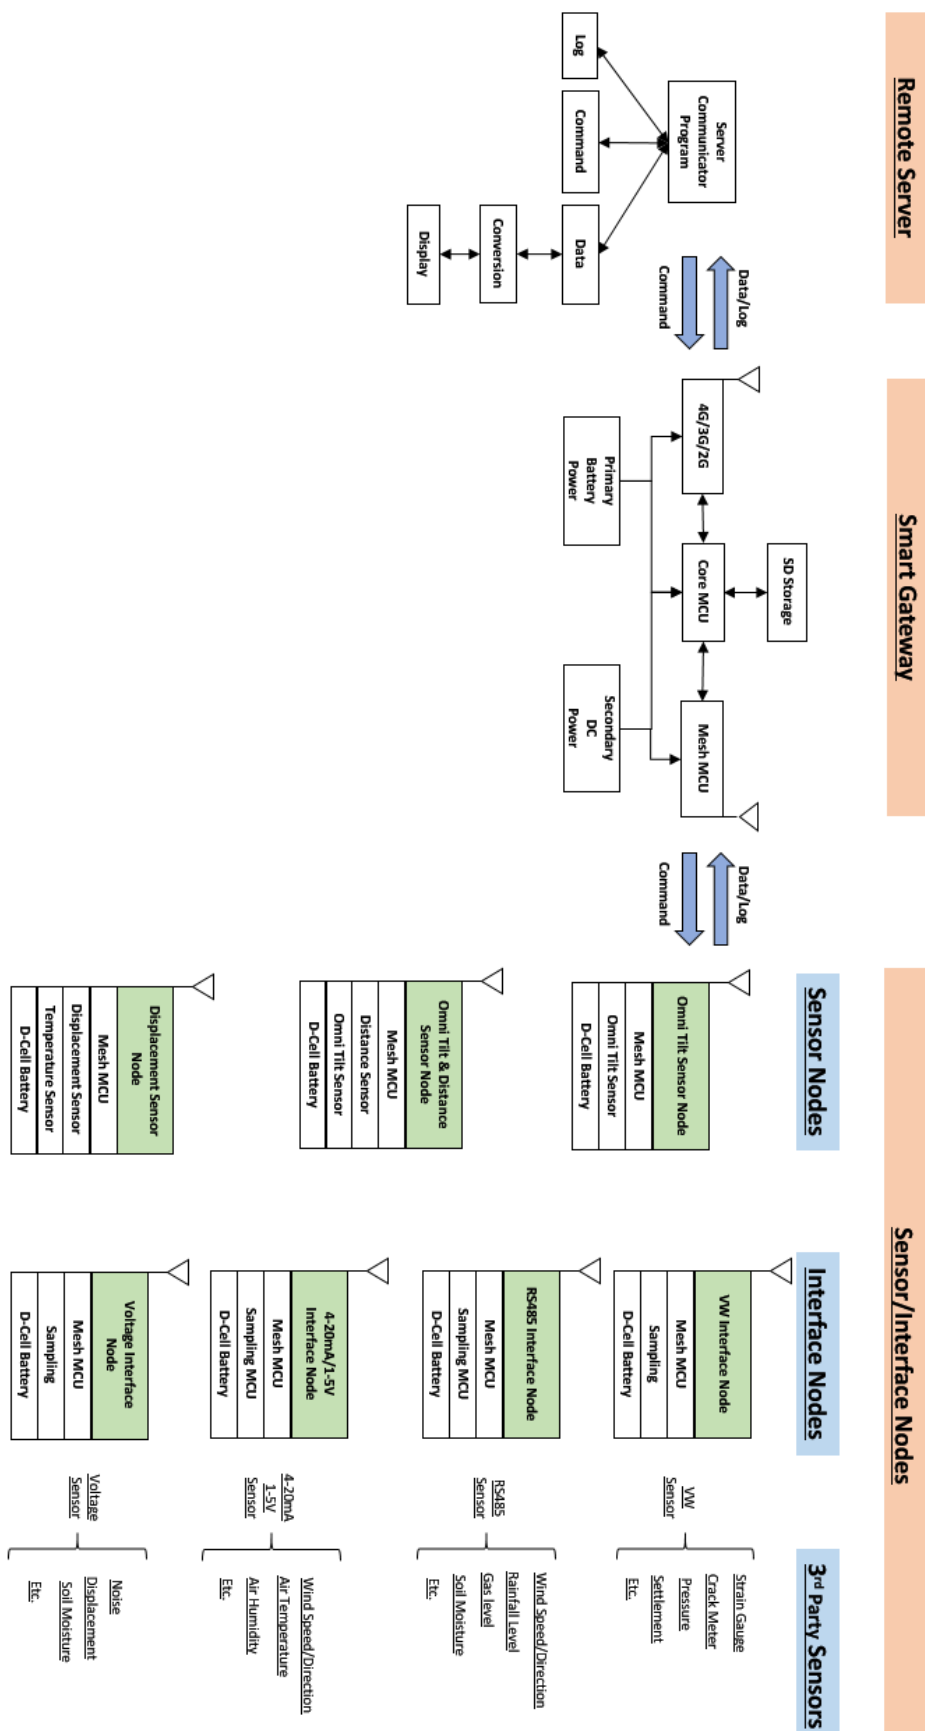 Remote Server
Server
Communicator
Program
Log
Command
Data
Conversion
Display
Data/Log
Command
Smart Gateway
SD Storage
4G/3G/2G
Core MCU
Mesh MCU
Primary
Battery
Power
Secondary
DC
Power
Data/Log
Command
Sensor/Interface Nodes
Sensor Nodes
Omni Tilt Sensor Node
Mesh MCU
Omni Tilt Sensor
D-Cell Battery
Omni Tilt & Distance
Sensor Node
Mesh MCU
Distance Sensor
Omni Tilt Sensor
D-Cell Battery
Displacement Sensor
Node
Mesh MCU
Displacement Sensor
Temperature Sensor
D-Cell Battery
Interface Nodes
VW Interface Node
Mesh MCU
Sampling
D-Cell Battery
RS485 Interface Node
Mesh MCU
Sampling MCU
D-Cell Battery
4-20mA/1-5V
Interface Node
Mesh MCU
Sampling MCU
D-Cell Battery
Voltage Interface
Node
Mesh MCU
Sampling
D-Cell Battery
3rd Party Sensors
VW
Sensor
Strain Gauge
Crack Meter
Pressure
Settlement
Etc.
RS485
Sensor
Wind Speed/Direction
Rainfall Level
Gas level
Soil Moisture
Etc.
4-20mA
1-5V
Sensor
Wind Speed/Direction
Air Temperature
Air Humidity
Etc.
Voltage
Sensor
Noise
Displacement
Soil Moisture
Etc.